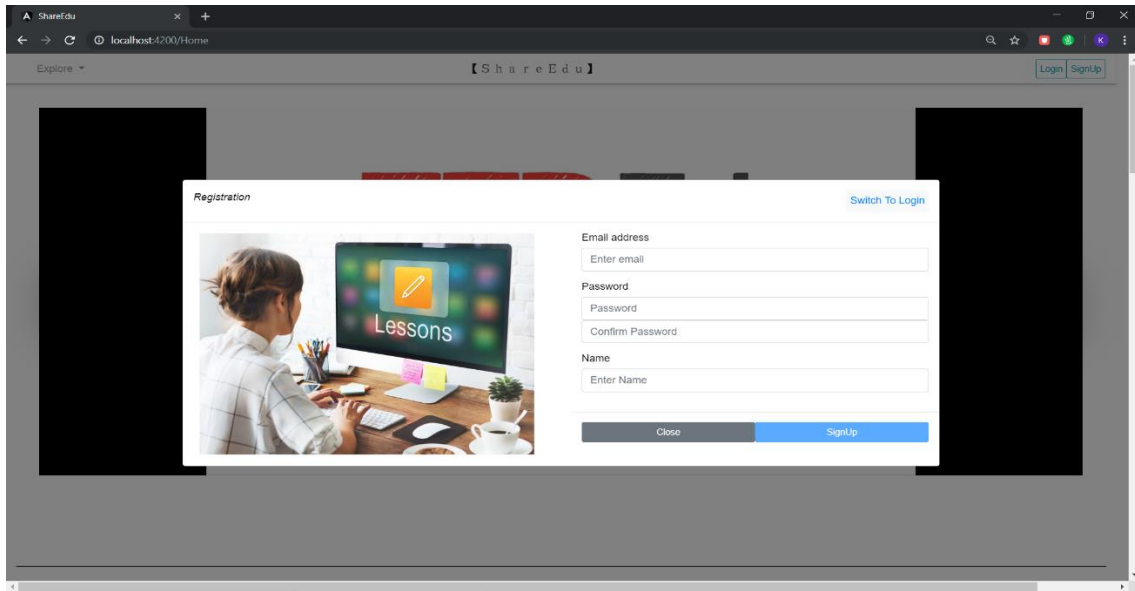 ShareEdu
localhost:4200/Home
K
Explore
【ShareEdu】
Login SignUp
Registration
Switch To Login
Lessons
Email address
Enter email
Password
Password
Confirm Password
Name
Enter Name
Close SignUp